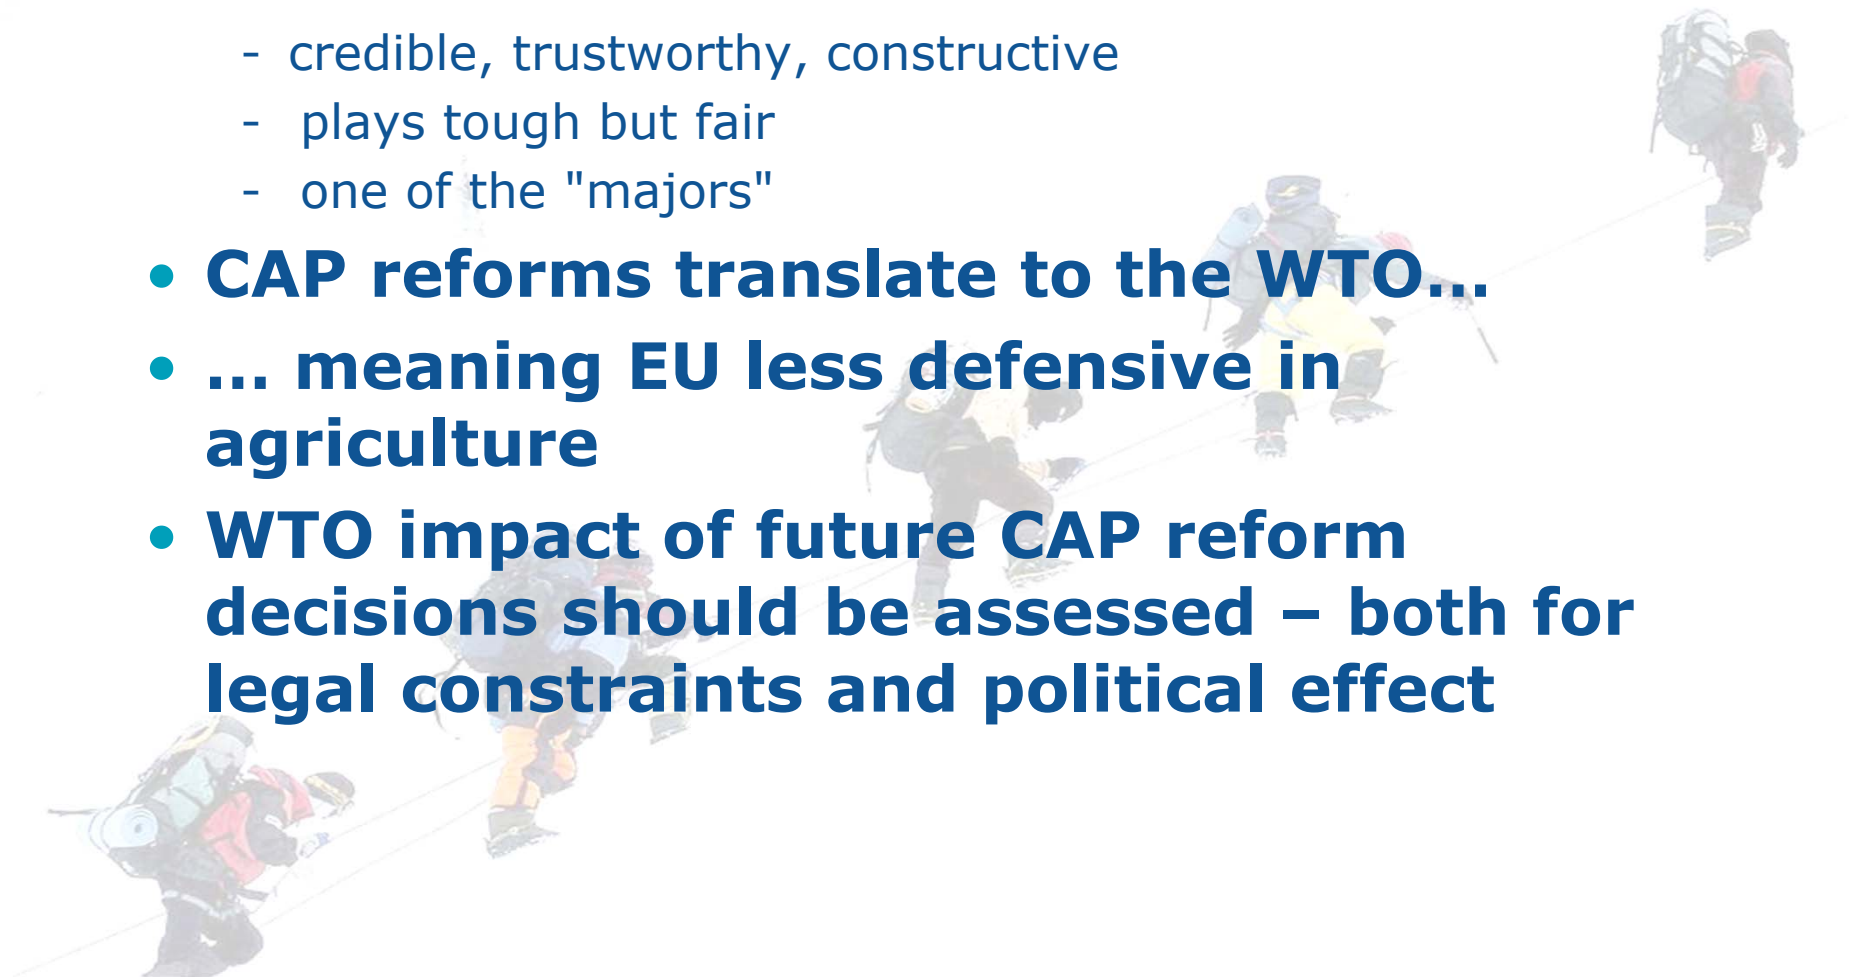 - credible, trustworthy, constructive
- plays tough but fair
- one of the "majors"
• CAP reforms translate to the WTO…
• … meaning EU less defensive in
agriculture
• WTO impact of future CAP reform
decisions should be assessed – both for
legal constraints and political effect